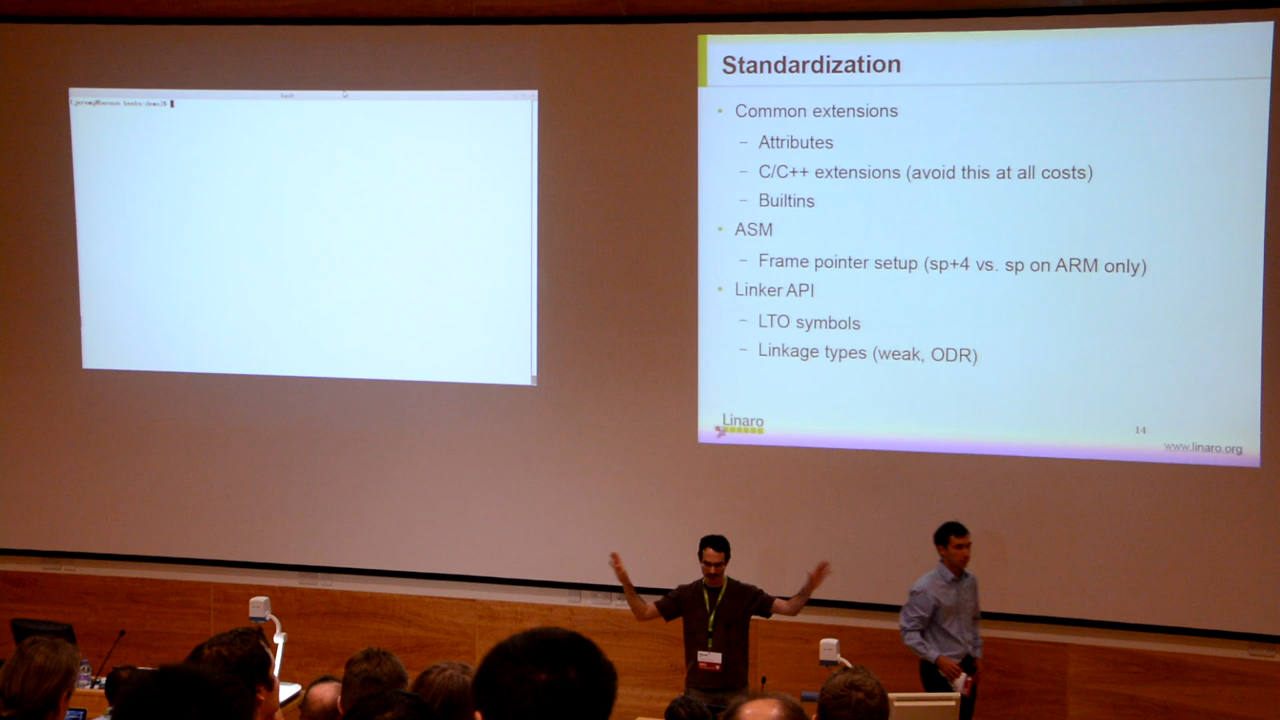 Standardization
• Common extensions
– Attributes
– C/C++ extensions (avoid this at all costs)
– Builtins
• ASM
– Frame pointer setup (sp+4 vs. sp on ARM only)
• Linker API
– LTO symbols
– Linkage types (weak, ODR)
Linaro
14
www.linaro.org